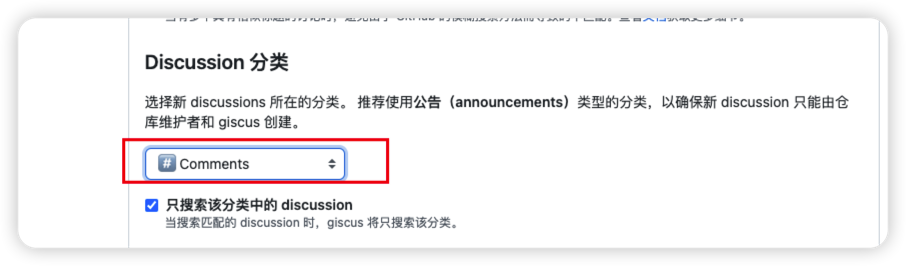 Discussion 分类
选择新 discussions 所在的分类。 推荐使用公告（announcements）类型的分类，以确保新 discussion 只能由仓
库维护者和 giscus 创建。
#️⃣ Comments
只搜索该分类中的 discussion
当搜索匹配的 discussion 时，giscus 将只搜索该分类。